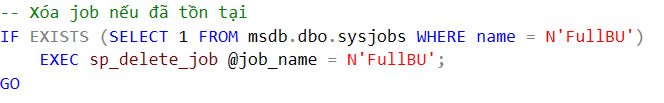 -- Xóa job nếu đã tồn tại
IF EXISTS (SELECT 1 FROM msdb.dbo.sysjobs WHERE name = N'FullBU')
    EXEC sp_delete_job @job_name = N'FullBU';
GO